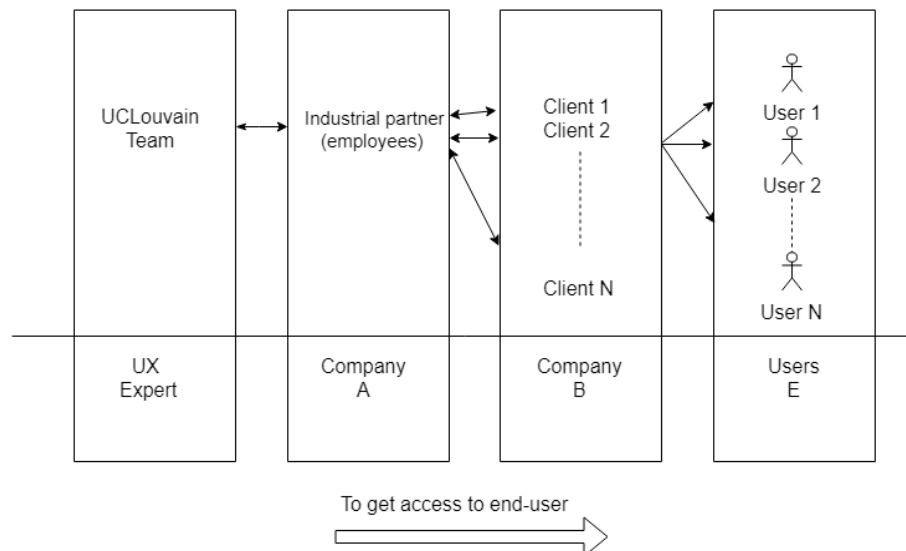 UCLouvain
Team
Industrial partner
(employees)
Client 1
Client 2
Client N
User 1
User 2
User N
UX
Expert
Company
A
Company
B
Users
E
To get access to end-user